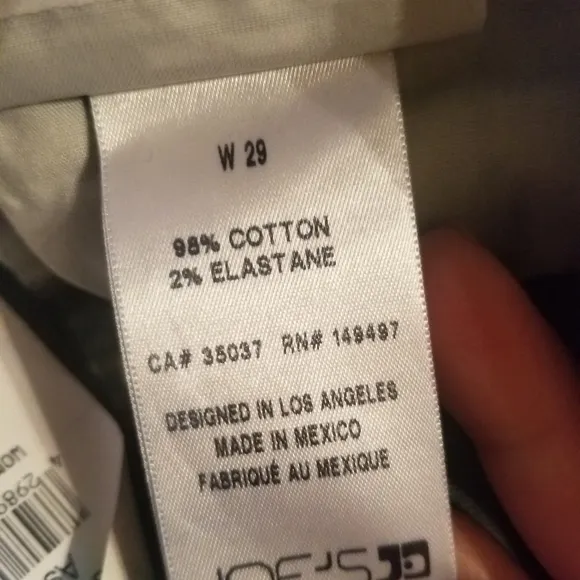 W 29
98% COTTON
2% ELASTANE
CA# 35037 RN# 149497
DESIGNED IN LOS ANGELES
MADE IN MEXICO
FABRIQUÉ AU MEXIQUE
JOE'S